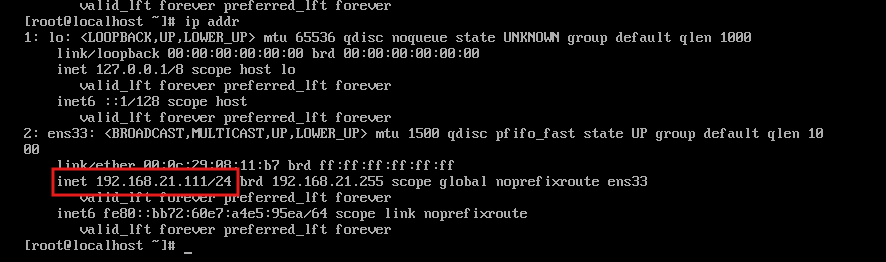 valid_lft forever preferred_lft forever
[root@localhost ~]# ip addr
1: lo: <LOOPBACK,UP,LOWER_UP> mtu 65536 qdisc noqueue state UNKNOWN group default qlen 1000
link/loopback 00:00:00:00:00:00 brd 00:00:00:00:00:00
inet 127.0.0.1/8 scope host lo
valid_lft forever preferred_lft forever
inet6 ::1/128 scope host
valid_lft forever preferred_lft forever
2: ens33: <BROADCAST,MULTICAST,UP,LOWER_UP> mtu 1500 qdisc pfifo_fast state UP group default qlen 10
00
link/ether 00:0c:29:08:11:b7 brd ff:ff:ff:ff:ff:ff
inet 192.168.21.111/24 brd 192.168.21.255 scope global noprefixroute ens33
valid_lft forever preferred_lft forever
inet6 fe80::bb72:60e7:a4e5:95ea/64 scope link noprefixroute
valid_lft forever preferred_lft forever
[root@localhost ~]# _